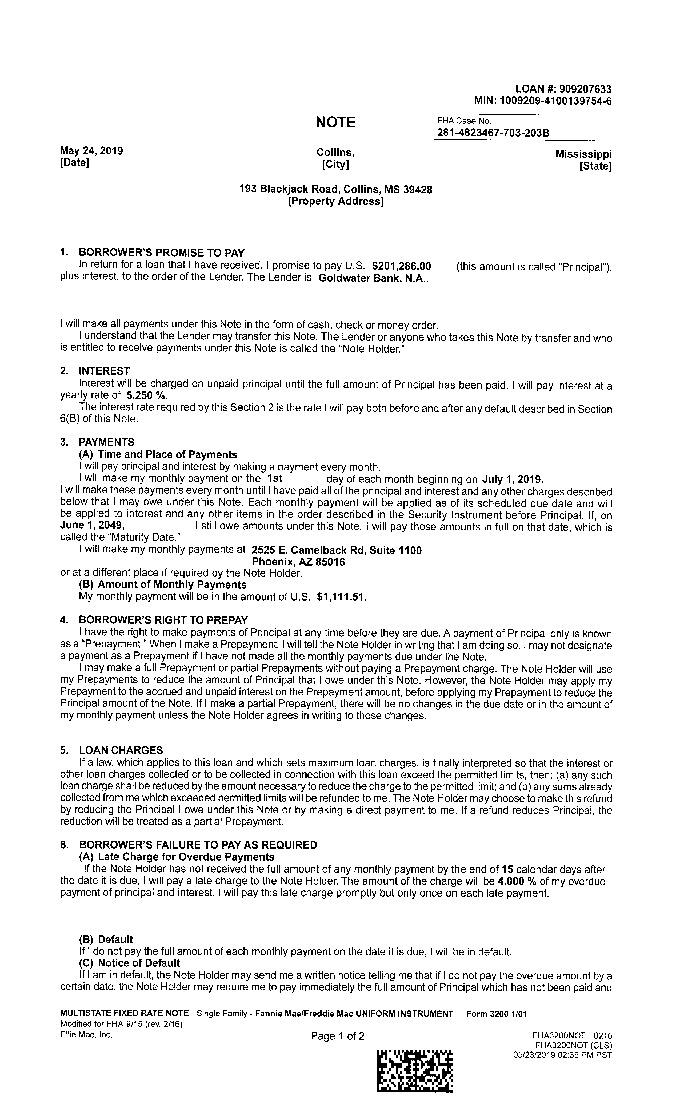 LOAN #: 909207633
MIN: 1009209-4100139754-6
NOTE
FHA Case No.
281-4823467-703-203B
May 24, 2019
[Date]
Collins,
[City]
Mississippi
[State]
193 Blackjack Road, Collins, MS 39428
[Property Address]
1. BORROWER'S PROMISE TO PAY
In return for a loan that I have received, I promise to pay U.S. $201,286.00 (this amount is called "Principal"),
plus interest, to the order of the Lender. The Lender is Goldwater Bank, N.A..
I will make all payments under this Note in the form of cash, check or money order.
I understand that the Lender may transfer this Note. The Lender or anyone who takes this Note by transfer and who
is entitled to receive payments under this Note is called the "Note Holder."
2. INTEREST
Interest will be charged on unpaid principal until the full amount of Principal has been paid. I will pay interest at a
yearly rate of 5.250 %.
The interest rate required by this Section 2 is the rate I will pay both before and after any default described in Section
6(B) of this Note.
3. PAYMENTS
(A) Time and Place of Payments
I will pay principal and interest by making a payment every month.
I will make my monthly payment on the 1st day of each month beginning on July 1, 2019.
I will make these payments every month until I have paid all of the principal and interest and any other charges described
below that I may owe under this Note. Each monthly payment will be applied as of its scheduled due date and will
be applied to interest and any other items in the order described in the Security Instrument before Principal. If, on
June 1, 2049, I still owe amounts under this Note, I will pay those amounts in full on that date, which is
called the "Maturity Date."
I will make my monthly payments at 2525 E. Camelback Rd, Suite 1100
Phoenix, AZ 85016
or at a different place if required by the Note Holder.
(B) Amount of Monthly Payments
My monthly payment will be in the amount of U.S. $1,111.51.
4. BORROWER'S RIGHT TO PREPAY
I have the right to make payments of Principal at any time before they are due. A payment of Principal only is known
as a "Prepayment." When I make a Prepayment, I will tell the Note Holder in writing that I am doing so. I may not designate
a payment as a Prepayment if I have not made all the monthly payments due under the Note.
I may make a full Prepayment or partial Prepayments without paying a Prepayment charge. The Note Holder will use
my Prepayments to reduce the amount of Principal that I owe under this Note. However, the Note Holder may apply my
Prepayment to the accrued and unpaid interest on the Prepayment amount, before applying my Prepayment to reduce the
Principal amount of the Note. If I make a partial Prepayment, there will be no changes in the due date or in the amount of
my monthly payment unless the Note Holder agrees in writing to those changes.
5. LOAN CHARGES
If a law, which applies to this loan and which sets maximum loan charges, is finally interpreted so that the interest or
other loan charges collected or to be collected in connection with this loan exceed the permitted limits, then: (a) any such
loan charge shall be reduced by the amount necessary to reduce the charge to the permitted limit; and (b) any sums already
collected from me which exceeded permitted limits will be refunded to me. The Note Holder may choose to make this refund
by reducing the Principal I owe under this Note or by making a direct payment to me. If a refund reduces Principal, the
reduction will be treated as a partial Prepayment.
6. BORROWER'S FAILURE TO PAY AS REQUIRED
(A) Late Charge for Overdue Payments
If the Note Holder has not received the full amount of any monthly payment by the end of 15 calendar days after
the date it is due, I will pay a late charge to the Note Holder. The amount of the charge will be 4.000 % of my overdue
payment of principal and interest. I will pay this late charge promptly but only once on each late payment.
(B) Default
If I do not pay the full amount of each monthly payment on the date it is due, I will be in default.
(C) Notice of Default
If I am in default, the Note Holder may send me a written notice telling me that if I do not pay the overdue amount by a
certain date, the Note Holder may require me to pay immediately the full amount of Principal which has not been paid and
MULTISTATE FIXED RATE NOTE Single Family - Fannie Mae/Freddie Mac UNIFORM INSTRUMENT Form 3200 1/01
Modified for FHA 9/15 (rev. 2/16)
Ellie Mae, Inc.
Page 1 of 2
FHA3200NOT 0216
FHA3200NOT (CLS)
05/23/2019 02:35 PM PST